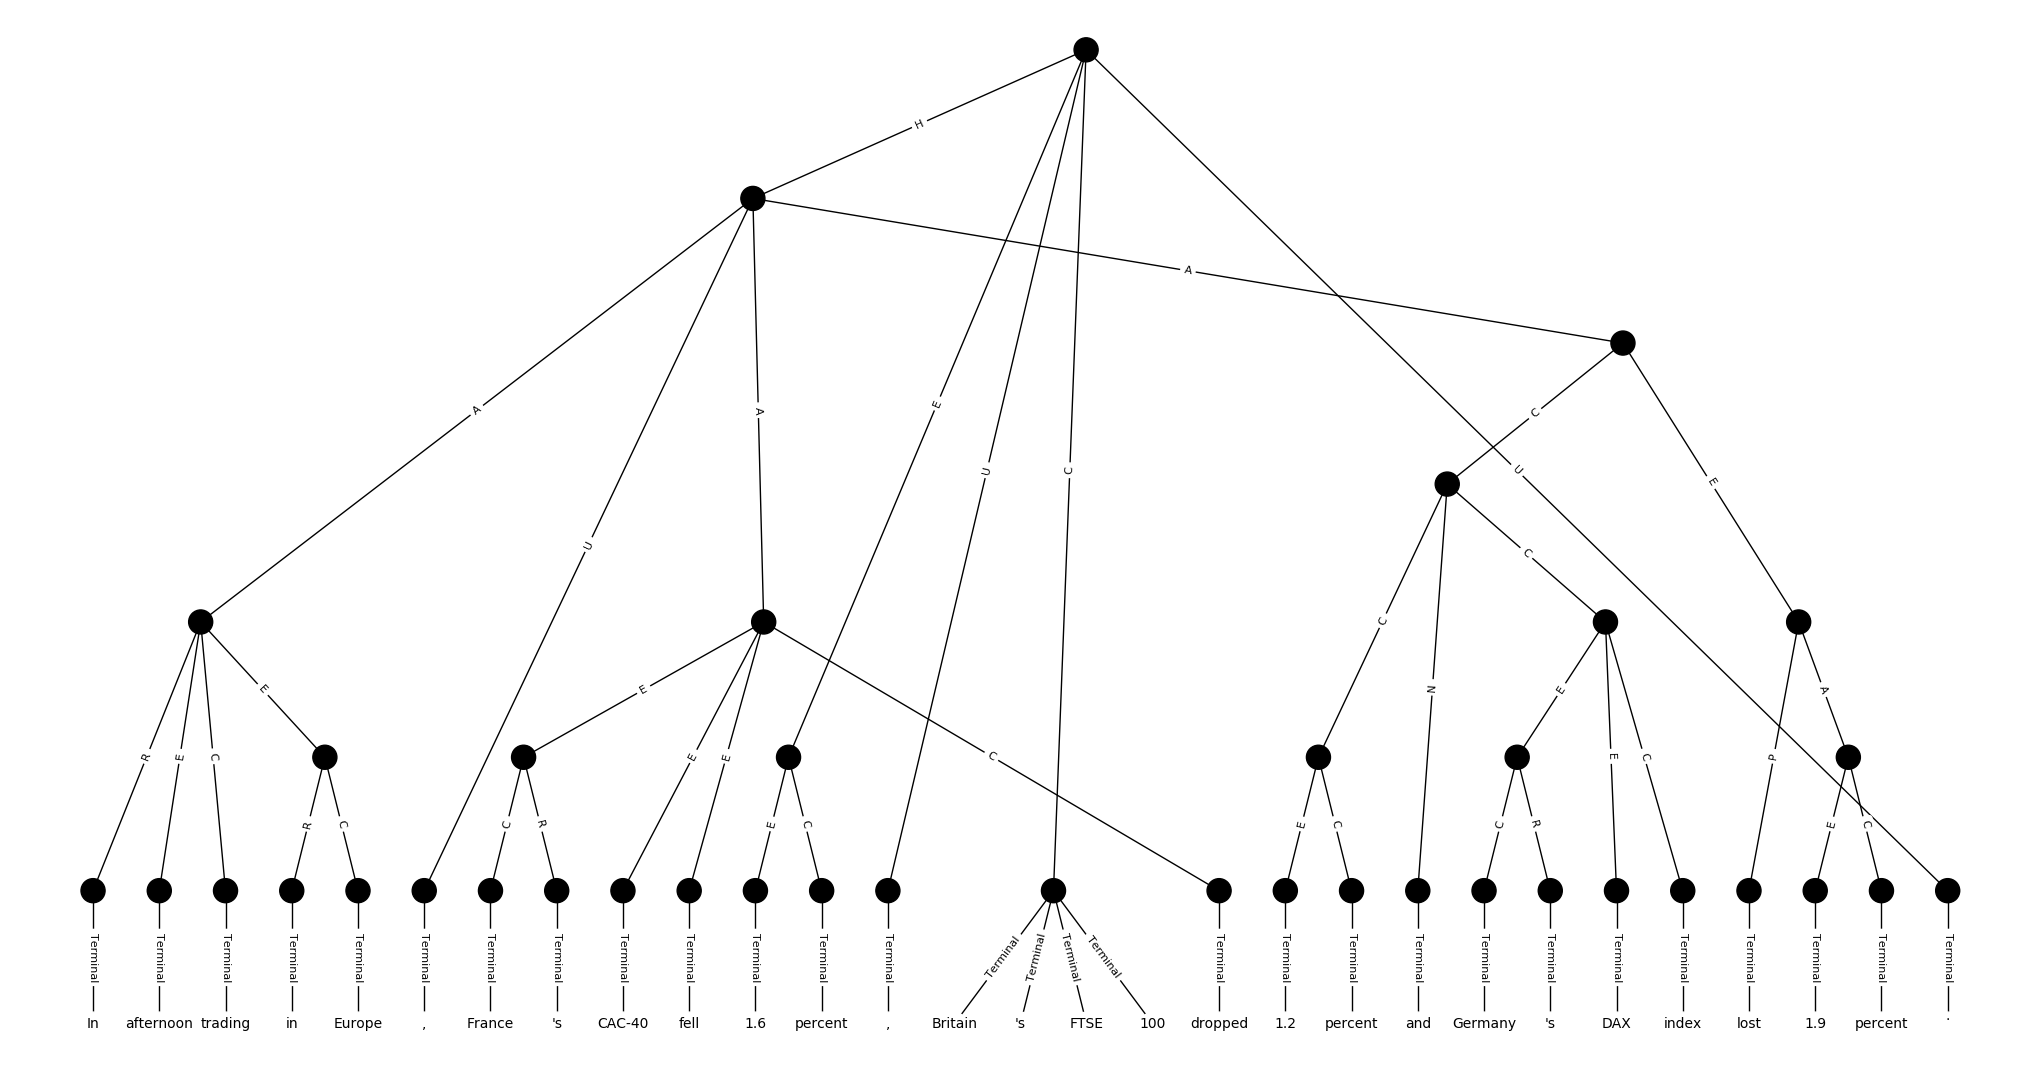 H
A
A
C
A
U
A
E
U
C
U
E
C
C
C
N
E
E
A
R
E
C
E
E
C
P
E
E
C
R
C
C
R
E
C
E
C
C
R
E
C
Terminal Terminal Terminal Terminal Terminal Terminal Terminal Terminal Terminal Terminal Terminal Terminal Terminal Terminal Terminal Terminal Terminal Terminal Terminal Terminal Terminal Terminal Terminal Terminal Terminal Terminal Terminal Terminal Terminal
In afternoon trading in Europe , France 's CAC-40 fell 1.6 percent , Britain 's FTSE 100 dropped 1.2 percent and Germany 's DAX index lost 1.9 percent .